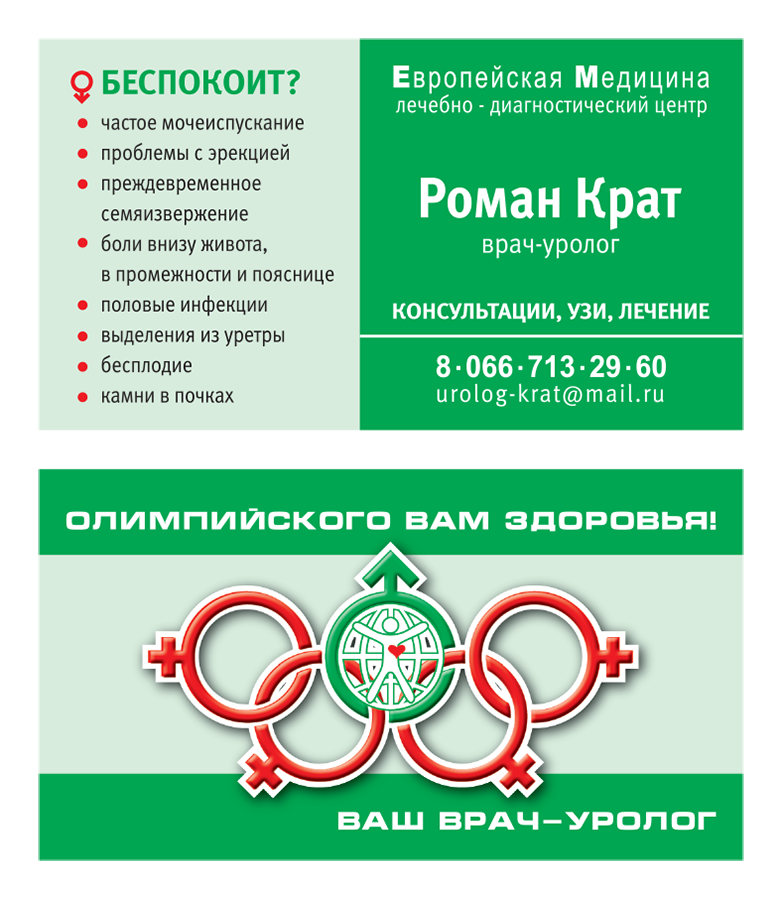 БЕСПОКОИТ?
частое мочеиспускание
проблемы с эрекцией
преждевременное
семяизвержение
боли внизу живота,
в промежности и пояснице
половые инфекции
выделения из уретры
бесплодие
камни в почках
Европейская Медицина
лечебно - диагностический центр
Роман Крат
врач-уролог
КОНСУЛЬТАЦИИ, УЗИ, ЛЕЧЕНИЕ
8·066·713·29·60
urolog-krat@mail.ru
ОЛИМПИЙСКОГО ВАМ ЗДОРОВЬЯ!
ВАШ ВРАЧ–УРОЛОГ